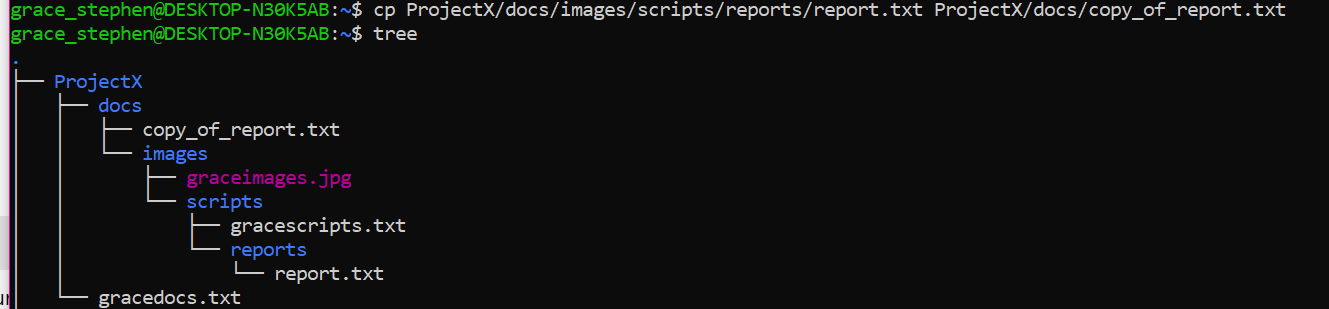 grace_stephen@DESKTOP-N30K5AB:~$ cp ProjectX/docs/images/scripts/reports/report.txt ProjectX/docs/copy_of_report.txt
grace_stephen@DESKTOP-N30K5AB:~$ tree
.
├── ProjectX
│   ├── docs
│   │   ├── copy_of_report.txt
│   │   └── images
│   │       ├── graceimages.jpg
│   │       └── scripts
│   │           ├── gracescripts.txt
│   │           └── reports
│   │               └── report.txt
│   └── gracedocs.txt